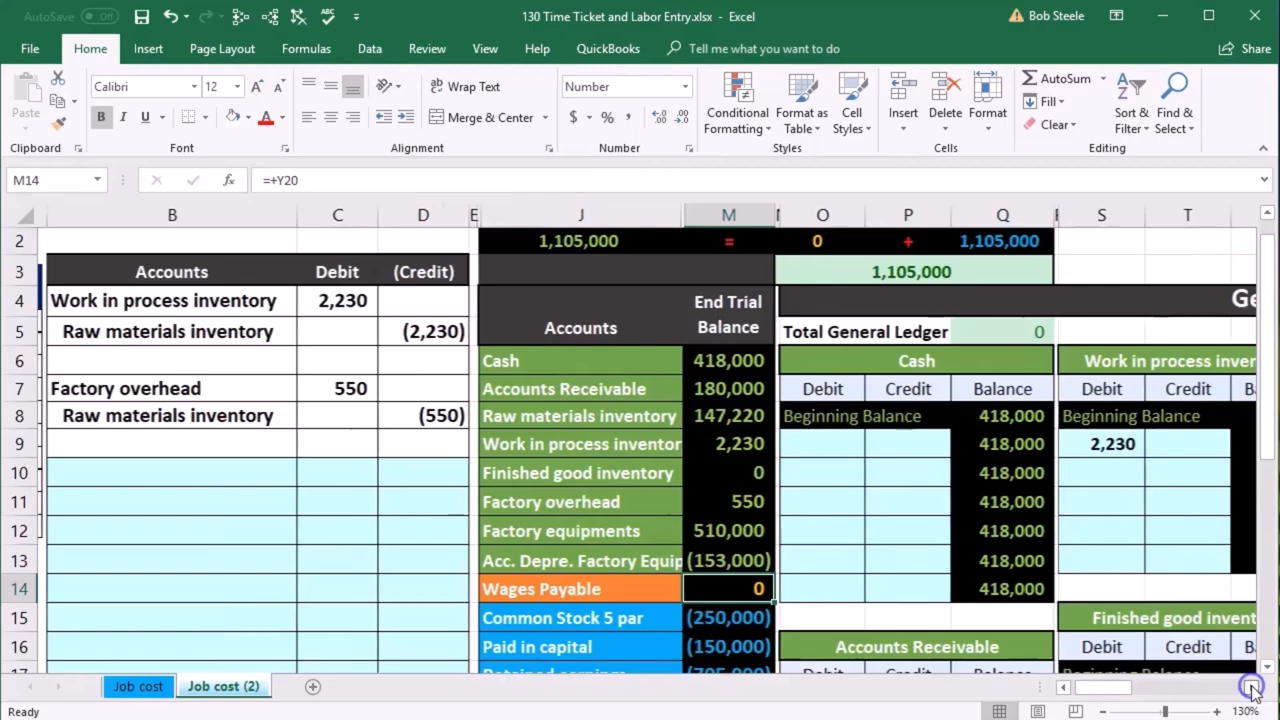 AutoSave Off 130 Time Ticket and Labor Entry.xlsx - Excel Bob Steele
File Home Insert Page Layout Formulas Data Review View Help QuickBooks Tell me what you want to do Share
Paste Calibri 12 A A Wrap Text Number Conditional Formatting Format as Table Cell Styles Insert Delete Format AutoSum Sort & Filter Find & Select
B I U A Merge & Center $ % , Fill
Clear
Clipboard Font Alignment Number Styles Cells Editing
M14 fx =+Y20
B C D E J M O P Q S T
2 1,105,000 = 0 + 1,105,000
3 Accounts Debit (Credit) 1,105,000
4 Work in process inventory 2,230 End Trial Ge
5 Raw materials inventory (2,230) Accounts Balance Total General Ledger 0
6 Cash 418,000 Cash Work in process inver
7 Factory overhead 550 Accounts Receivable 180,000 Debit Credit Balance Debit Credit B
8 Raw materials inventory (550) Raw materials inventory 147,220 Beginning Balance 418,000 Beginning Balance
9 Work in process inventor 2,230 418,000 2,230
10 Finished good inventory 0 418,000
11 Factory overhead 550 418,000
12 Factory equipments 510,000 418,000
13 Acc. Depre. Factory Equip (153,000) 418,000
14 Wages Payable 0 418,000
15 Common Stock 5 par (250,000) Finished good invent
16 Paid in capital (150,000) Accounts Receivable Debit Credit B
Job cost Job cost (2)
Ready 130%